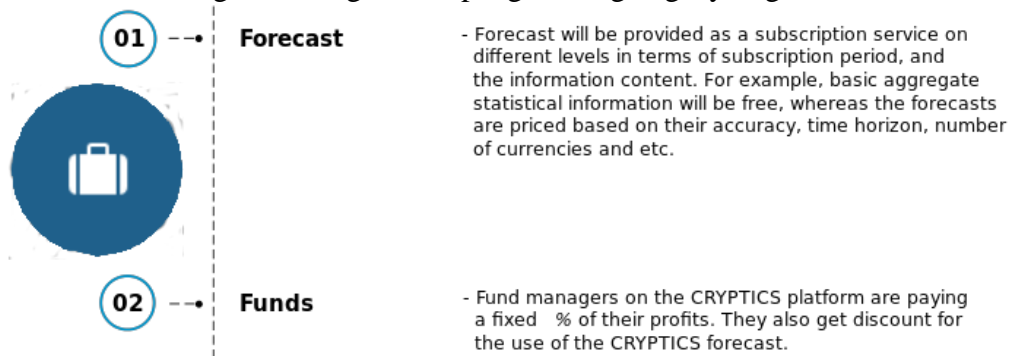 01
Forecast
- Forecast will be provided as a subscription service on
different levels in terms of subscription period, and
the information content. For example, basic aggregate
statistical information will be free, whereas the forecasts
are priced based on their accuracy, time horizon, number
of currencies and etc.
02
Funds
- Fund managers on the CRYPTICS platform are paying
a fixed % of their profits. They also get discount for
the use of the CRYPTICS forecast.